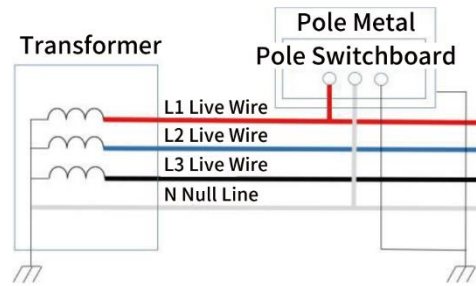 Pole Metal
Transformer
Pole Switchboard
L1 Live Wire
L2 Live Wire
L3 Live Wire
N Null Line